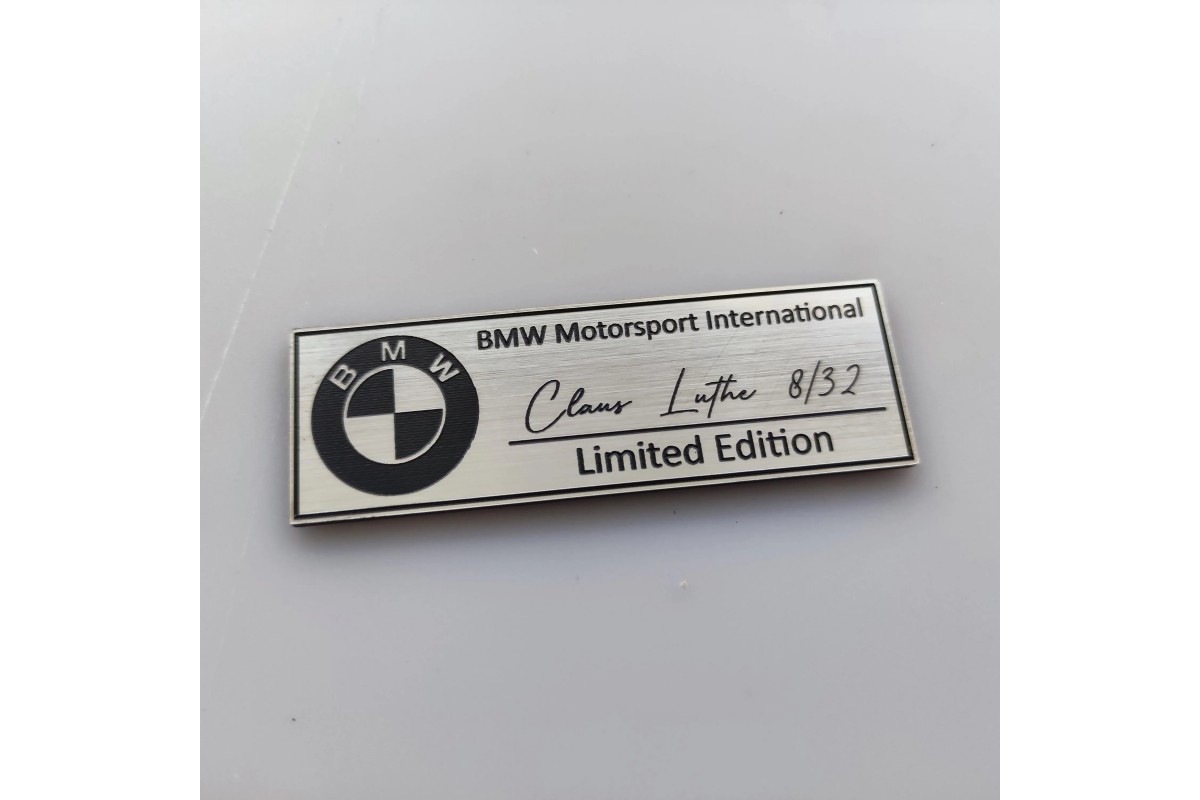 BMW
BMW Motorsport International
Claus Luthe 8/32
Limited Edition